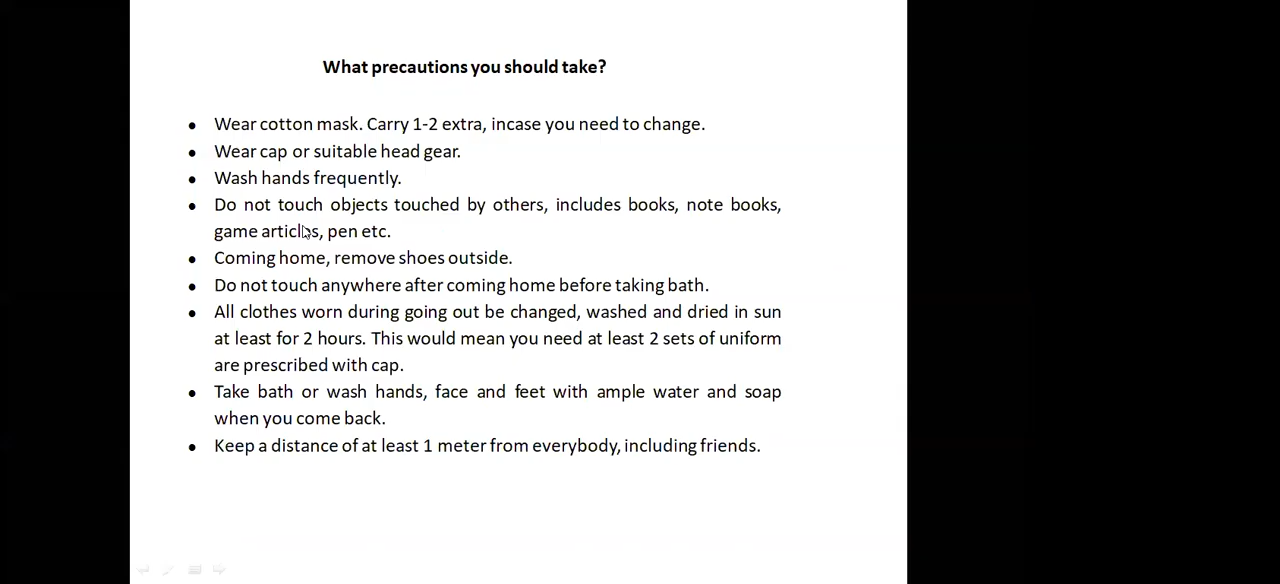 What precautions you should take?
• Wear cotton mask. Carry 1-2 extra, incase you need to change.
• Wear cap or suitable head gear.
• Wash hands frequently.
• Do not touch objects touched by others, includes books, note books,
game articles, pen etc.
• Coming home, remove shoes outside.
• Do not touch anywhere after coming home before taking bath.
• All clothes worn during going out be changed, washed and dried in sun
at least for 2 hours. This would mean you need at least 2 sets of uniform
are prescribed with cap.
• Take bath or wash hands, face and feet with ample water and soap
when you come back.
• Keep a distance of at least 1 meter from everybody, including friends.